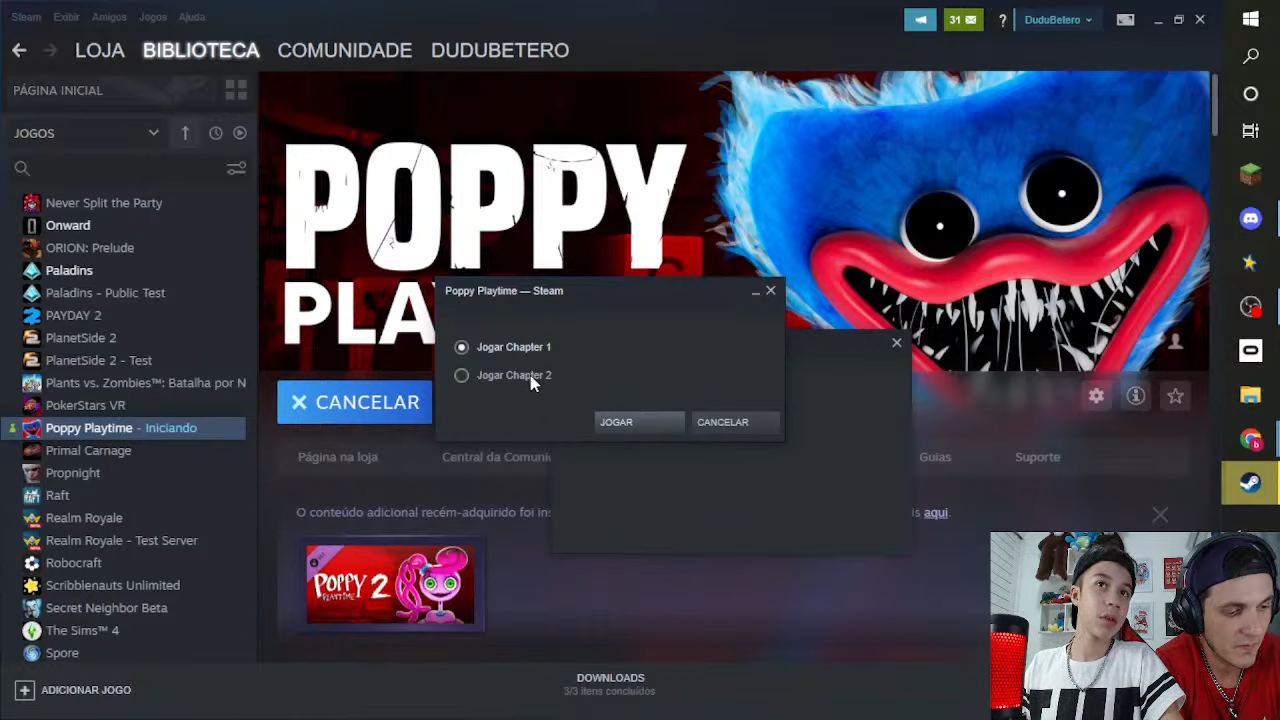 Steam Exibir Amigos Jogos Ajuda
31
?
DuduBetero
LOJA BIBLIOTECA COMUNIDADE DUDUBETERO
PÁGINA INICIAL
JOGOS
Never Split the Party
Onward
ORION: Prelude
Paladins
Paladins - Public Test
PAYDAY 2
PlanetSide 2
PlanetSide 2 - Test
Plants vs. Zombies™: Batalha por N
PokerStars VR
Poppy Playtime - Iniciando
Primal Carnage
Propnight
Raft
Realm Royale
Realm Royale - Test Server
Robocraft
Scribblenauts Unlimited
Secret Neighbor Beta
The Sims™ 4
Spore
ADICIONAR JOGO
POPPY
PLA
Poppy Playtime — Steam
Jogar Chapter 1
Jogar Chapter 2
JOGAR CANCELAR
CANCELAR
Página na loja Central da Comuni Guias Suporte
O conteúdo adicional recém-adquirido foi ins is aqui.
POPPY 2
PLAYTIME
DOWNLOADS
3/3 itens concluídos